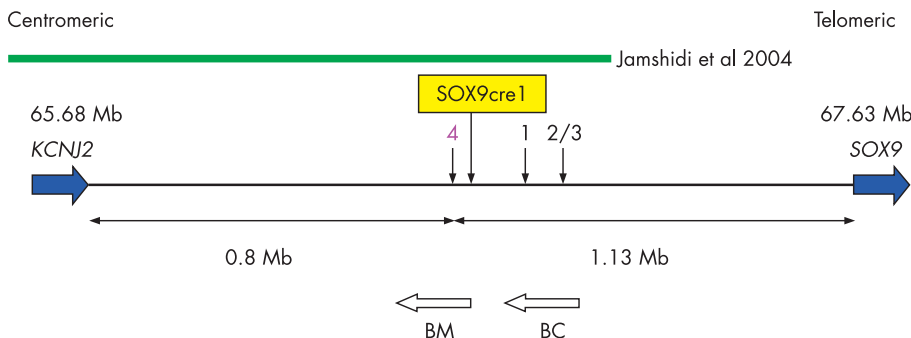 Centromeric
Telomeric
Jamshidi et al 2004
SOX9cre1
65.68 Mb
67.63 Mb
KCNJ2
4
1
2/3
SOX9
0.8 Mb
1.13 Mb
BM
BC